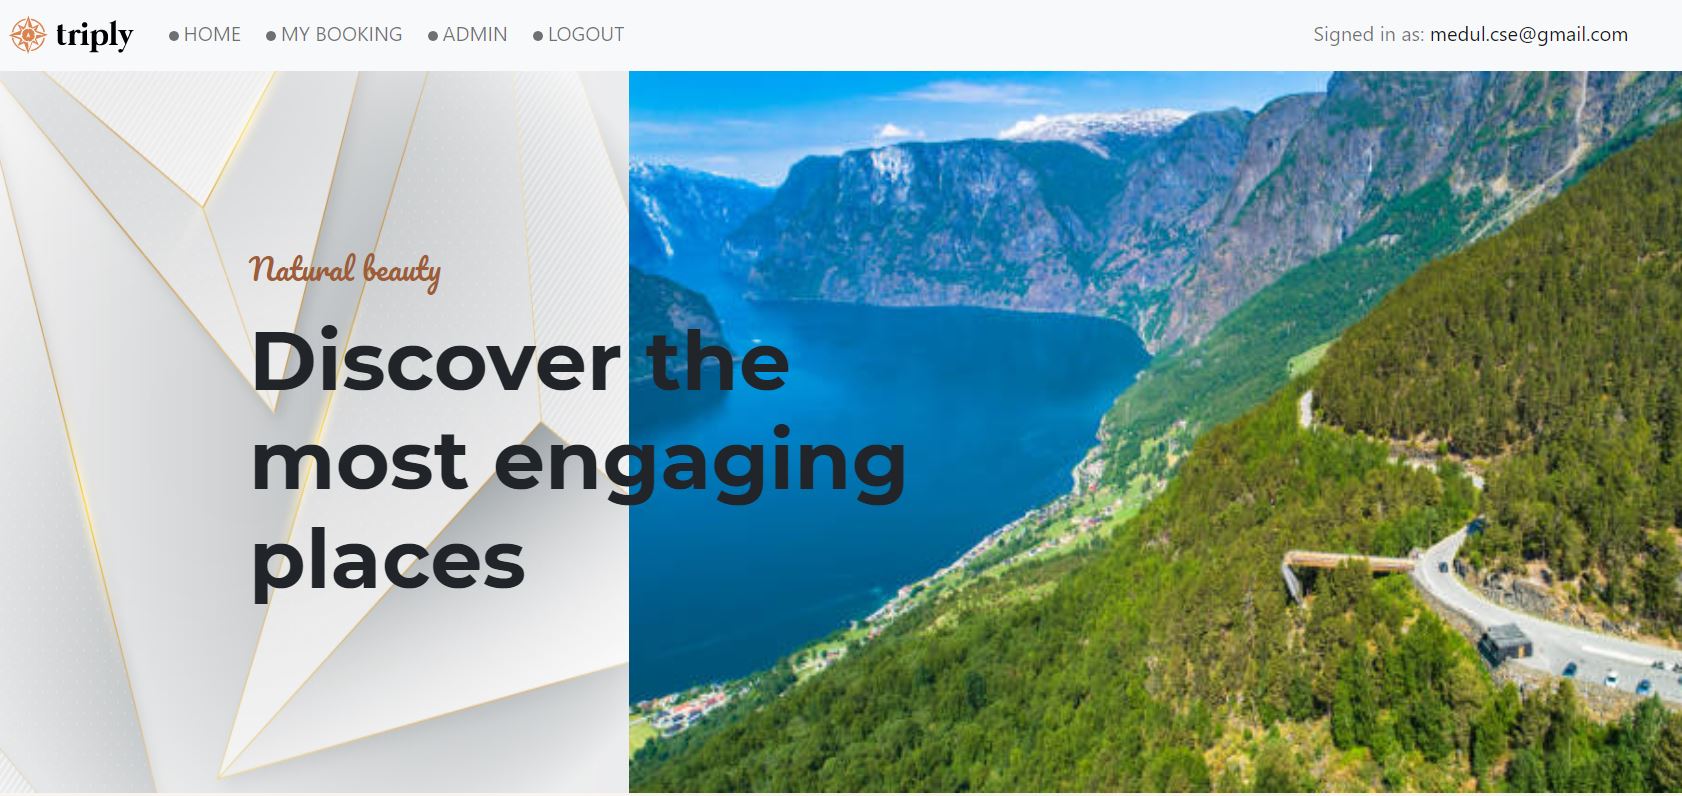 triply
HOME
MY BOOKING
ADMIN
LOGOUT
Signed in as: medul.cse@gmail.com
Natural beauty
Discover the
most engaging
places